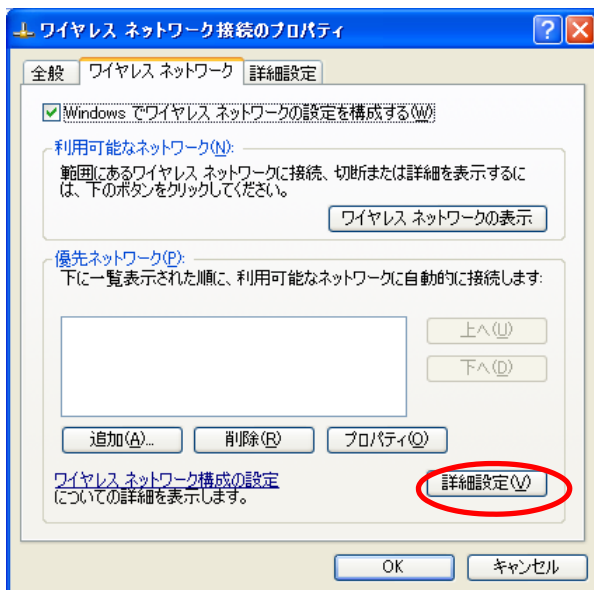 ワイヤレス ネットワーク接続のプロパティ
全般 ワイヤレス ネットワーク 詳細設定
Windows でワイヤレス ネットワークの設定を構成する(W)
利用可能なネットワーク(N):
範囲にあるワイヤレス ネットワークに接続、切断または詳細を表示するに
は、下のボタンをクリックしてください。
ワイヤレス ネットワークの表示
優先ネットワーク(P):
下に一覧表示された順に、利用可能なネットワークに自動的に接続します:
上へ(U)
下へ(D)
追加(A)... 削除(R) プロパティ(O)
ワイヤレス ネットワーク構成の設定
についての詳細を表示します。
詳細設定(V)
OK キャンセル